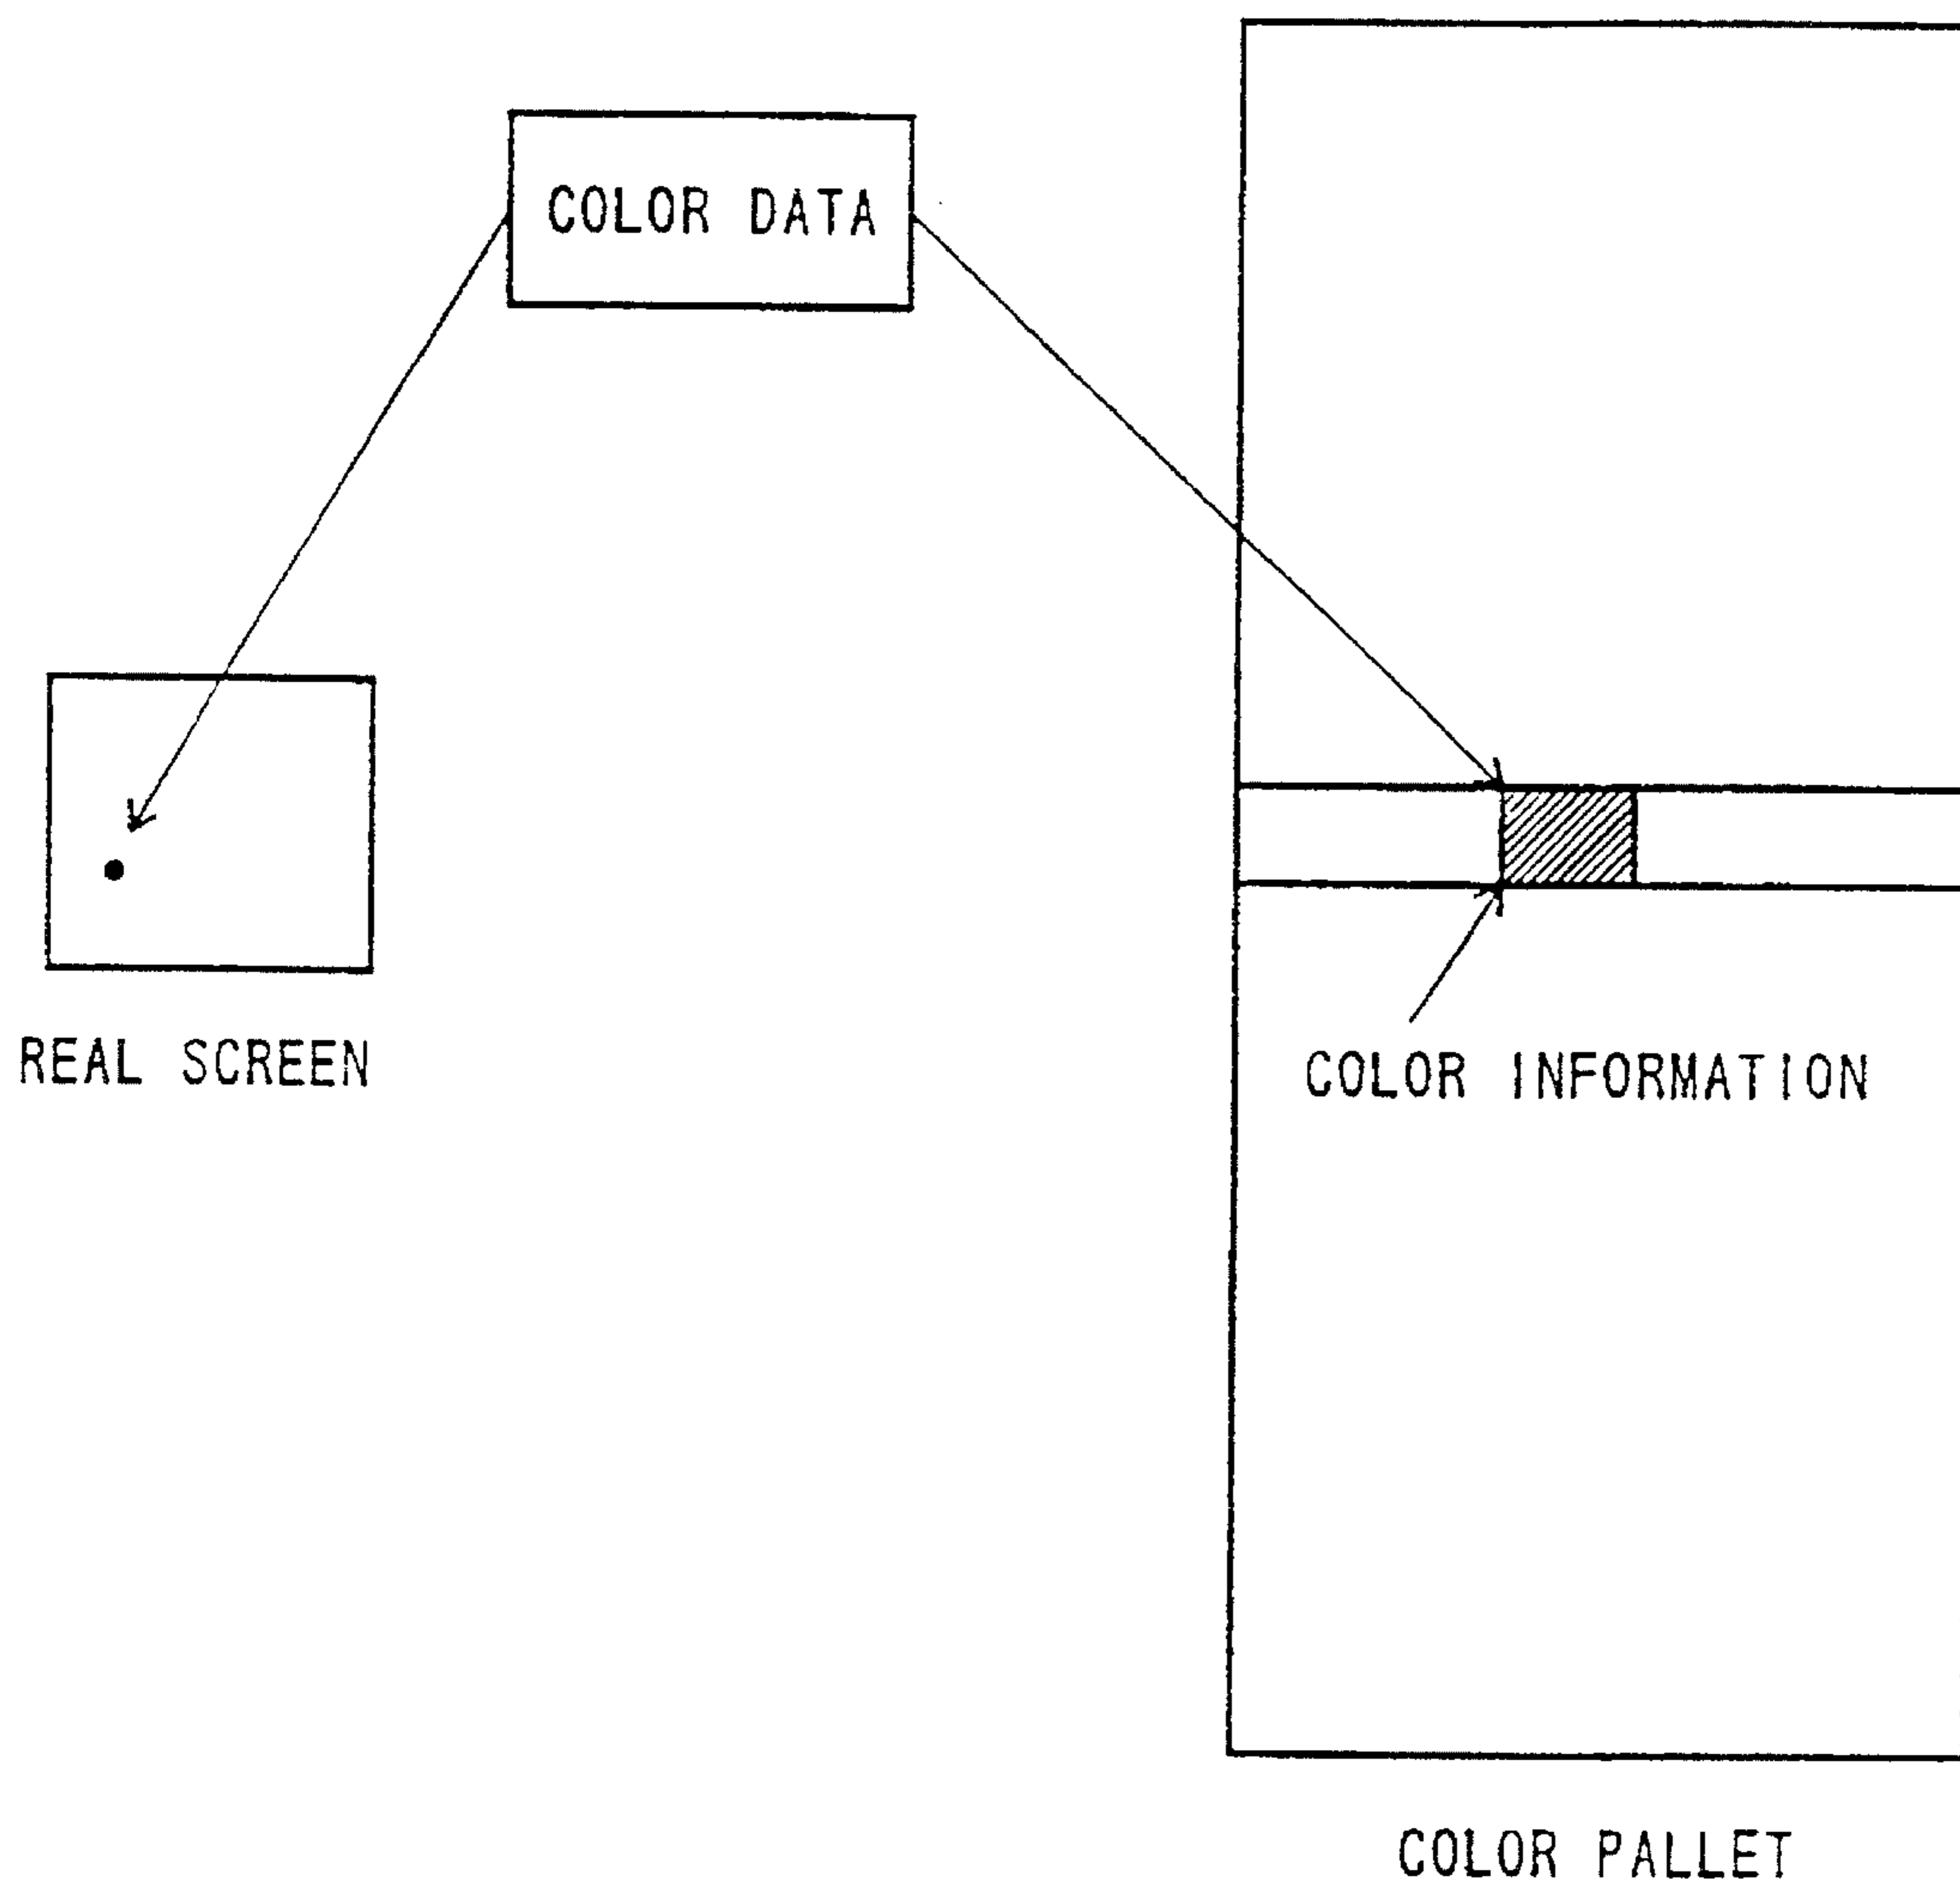 COLOR DATA
REAL SCREEN
COLOR INFORMATION
COLOR PALLET